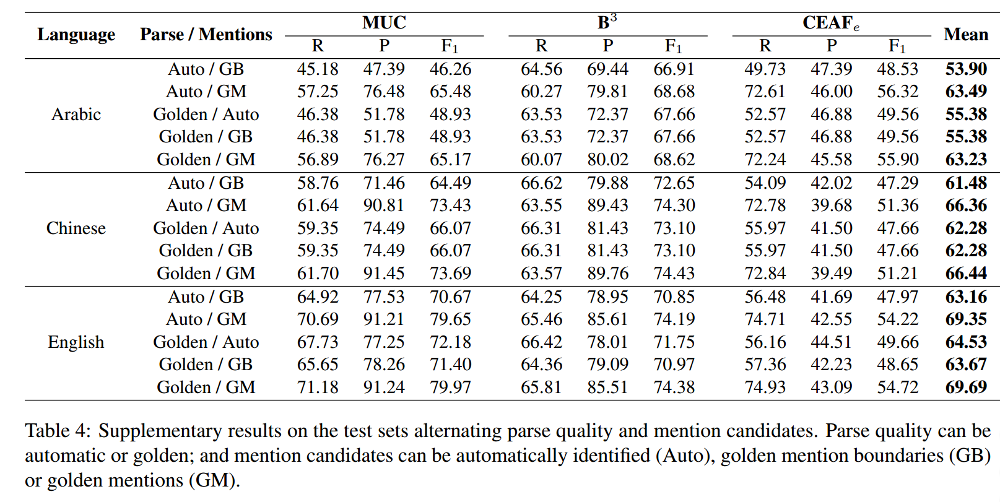 Language Parse / Mentions MUC B³ CEAFₑ Mean
R P F₁ R P F₁ R P F₁
Auto / GB 45.18 47.39 46.26 64.56 69.44 66.91 49.73 47.39 48.53 53.90
Auto / GM 57.25 76.48 65.48 60.27 79.81 68.68 72.61 46.00 56.32 63.49
Arabic Golden / Auto 46.38 51.78 48.93 63.53 72.37 67.66 52.57 46.88 49.56 55.38
Golden / GB 46.38 51.78 48.93 63.53 72.37 67.66 52.57 46.88 49.56 55.38
Golden / GM 56.89 76.27 65.17 60.07 80.02 68.62 72.24 45.58 55.90 63.23
Auto / GB 58.76 71.46 64.49 66.62 79.88 72.65 54.09 42.02 47.29 61.48
Auto / GM 61.64 90.81 73.43 63.55 89.43 74.30 72.78 39.68 51.36 66.36
Chinese Golden / Auto 59.35 74.49 66.07 66.31 81.43 73.10 55.97 41.50 47.66 62.28
Golden / GB 59.35 74.49 66.07 66.31 81.43 73.10 55.97 41.50 47.66 62.28
Golden / GM 61.70 91.45 73.69 63.57 89.76 74.43 72.84 39.49 51.21 66.44
Auto / GB 64.92 77.53 70.67 64.25 78.95 70.85 56.48 41.69 47.97 63.16
Auto / GM 70.69 91.21 79.65 65.46 85.61 74.19 74.71 42.55 54.22 69.35
English Golden / Auto 67.73 77.25 72.18 66.42 78.01 71.75 56.16 44.51 49.66 64.53
Golden / GB 65.65 78.26 71.40 64.36 79.09 70.97 57.36 42.23 48.65 63.67
Golden / GM 71.18 91.24 79.97 65.81 85.51 74.38 74.93 43.09 54.72 69.69
Table 4: Supplementary results on the test sets alternating parse quality and mention candidates. Parse quality can be
automatic or golden; and mention candidates can be automatically identified (Auto), golden mention boundaries (GB)
or golden mentions (GM).